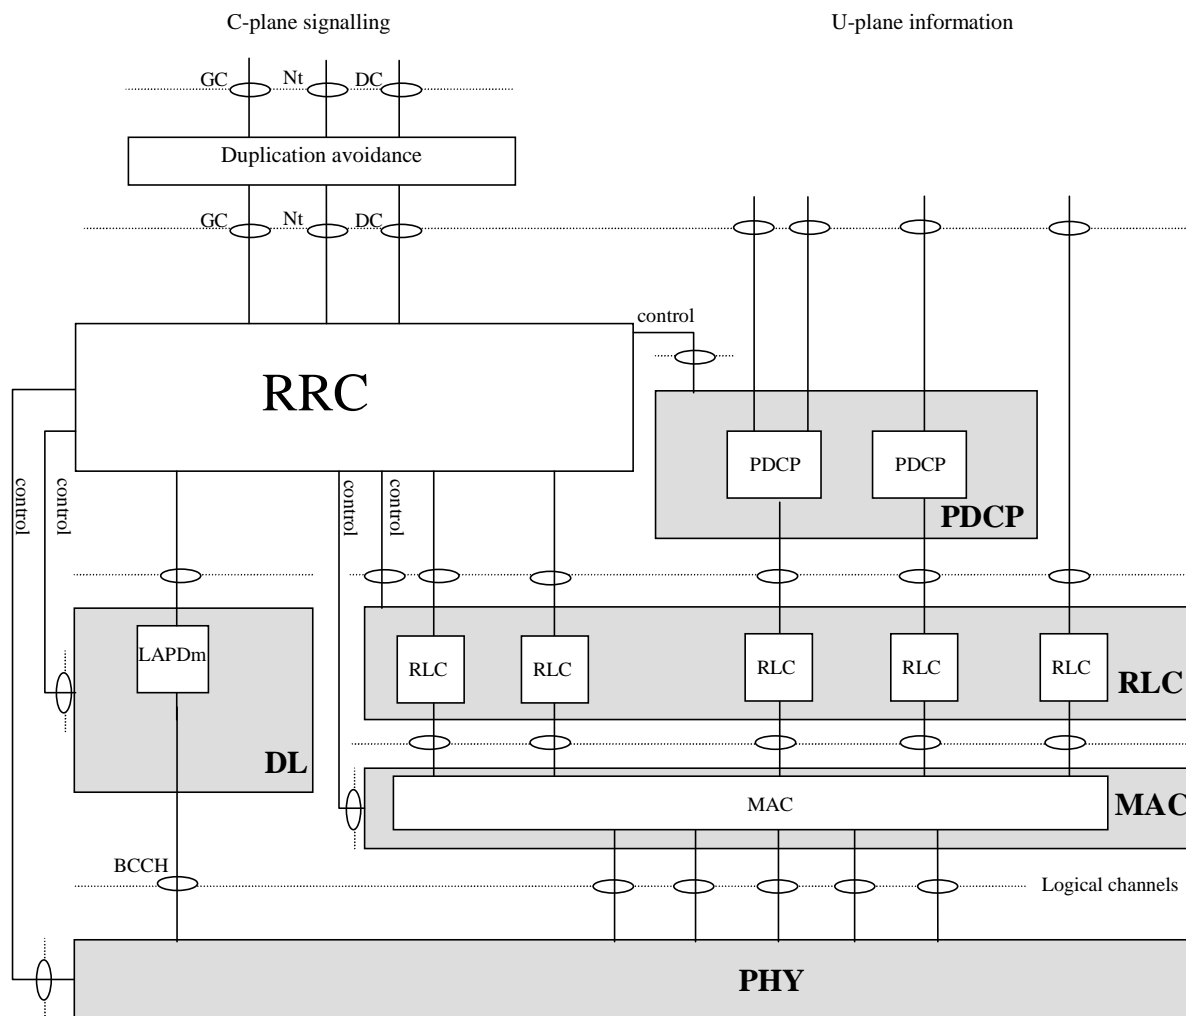 C-plane signalling
U-plane information
GC
Nt
DC
Duplication avoidance
GC
Nt
DC
control
RRC
PDCP
PDCP
PDCP
control
control
control
control
LAPDm
DL
RLC
RLC
RLC
RLC
RLC
RLC
MAC
MAC
BCCH
Logical channels
PHY